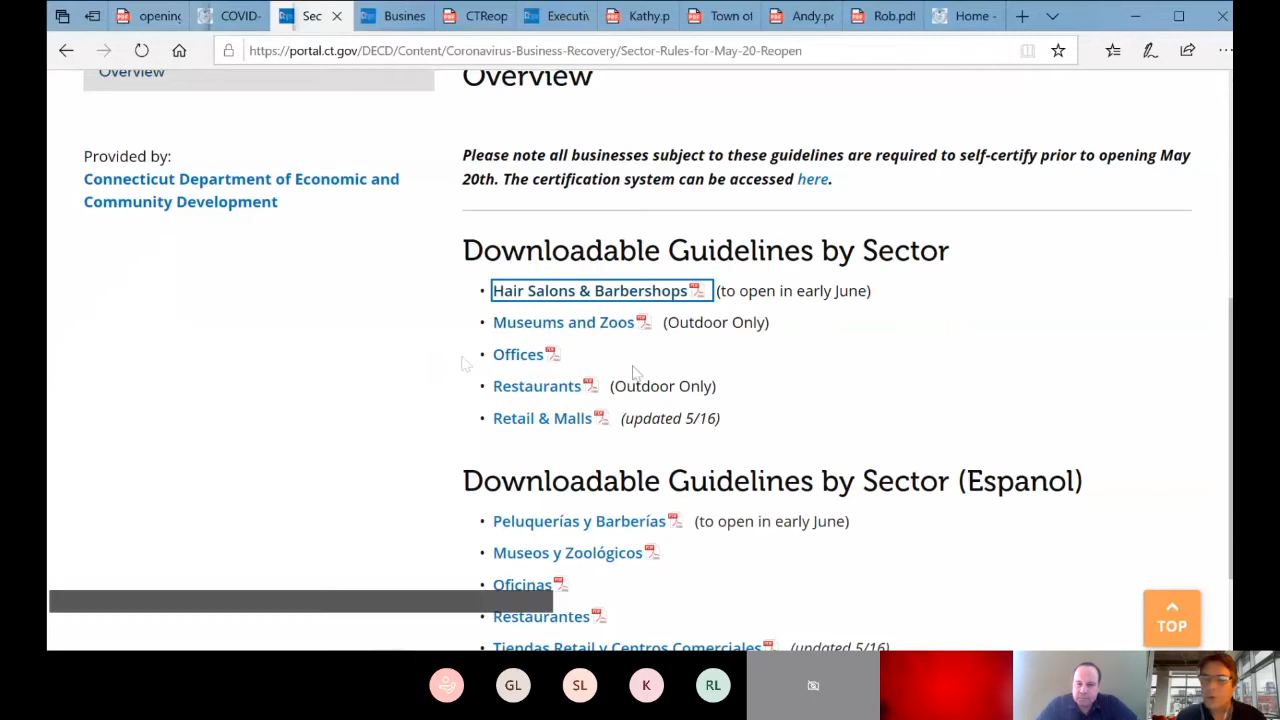 opening
COVID-
Sec
Busines
CTReop
Executiv
Kathy.p
Town of
Andy.pc
Rob.pdf
Home -
https://portal.ct.gov/DECD/Content/Coronavirus-Business-Recovery/Sector-Rules-for-May-20-Reopen
Overview
Overview
Provided by:
Connecticut Department of Economic and
Community Development
Please note all businesses subject to these guidelines are required to self-certify prior to opening May
20th. The certification system can be accessed here.
Downloadable Guidelines by Sector
• Hair Salons & Barbershops (to open in early June)
• Museums and Zoos (Outdoor Only)
• Offices
• Restaurants (Outdoor Only)
• Retail & Malls (updated 5/16)
Downloadable Guidelines by Sector (Espanol)
• Peluquerías y Barberías (to open in early June)
• Museos y Zoológicos
• Oficinas
• Restaurantes
• Tiendas Retail y Centros Comerciales (updated 5/16)
TOP
GL
SL
K
RL